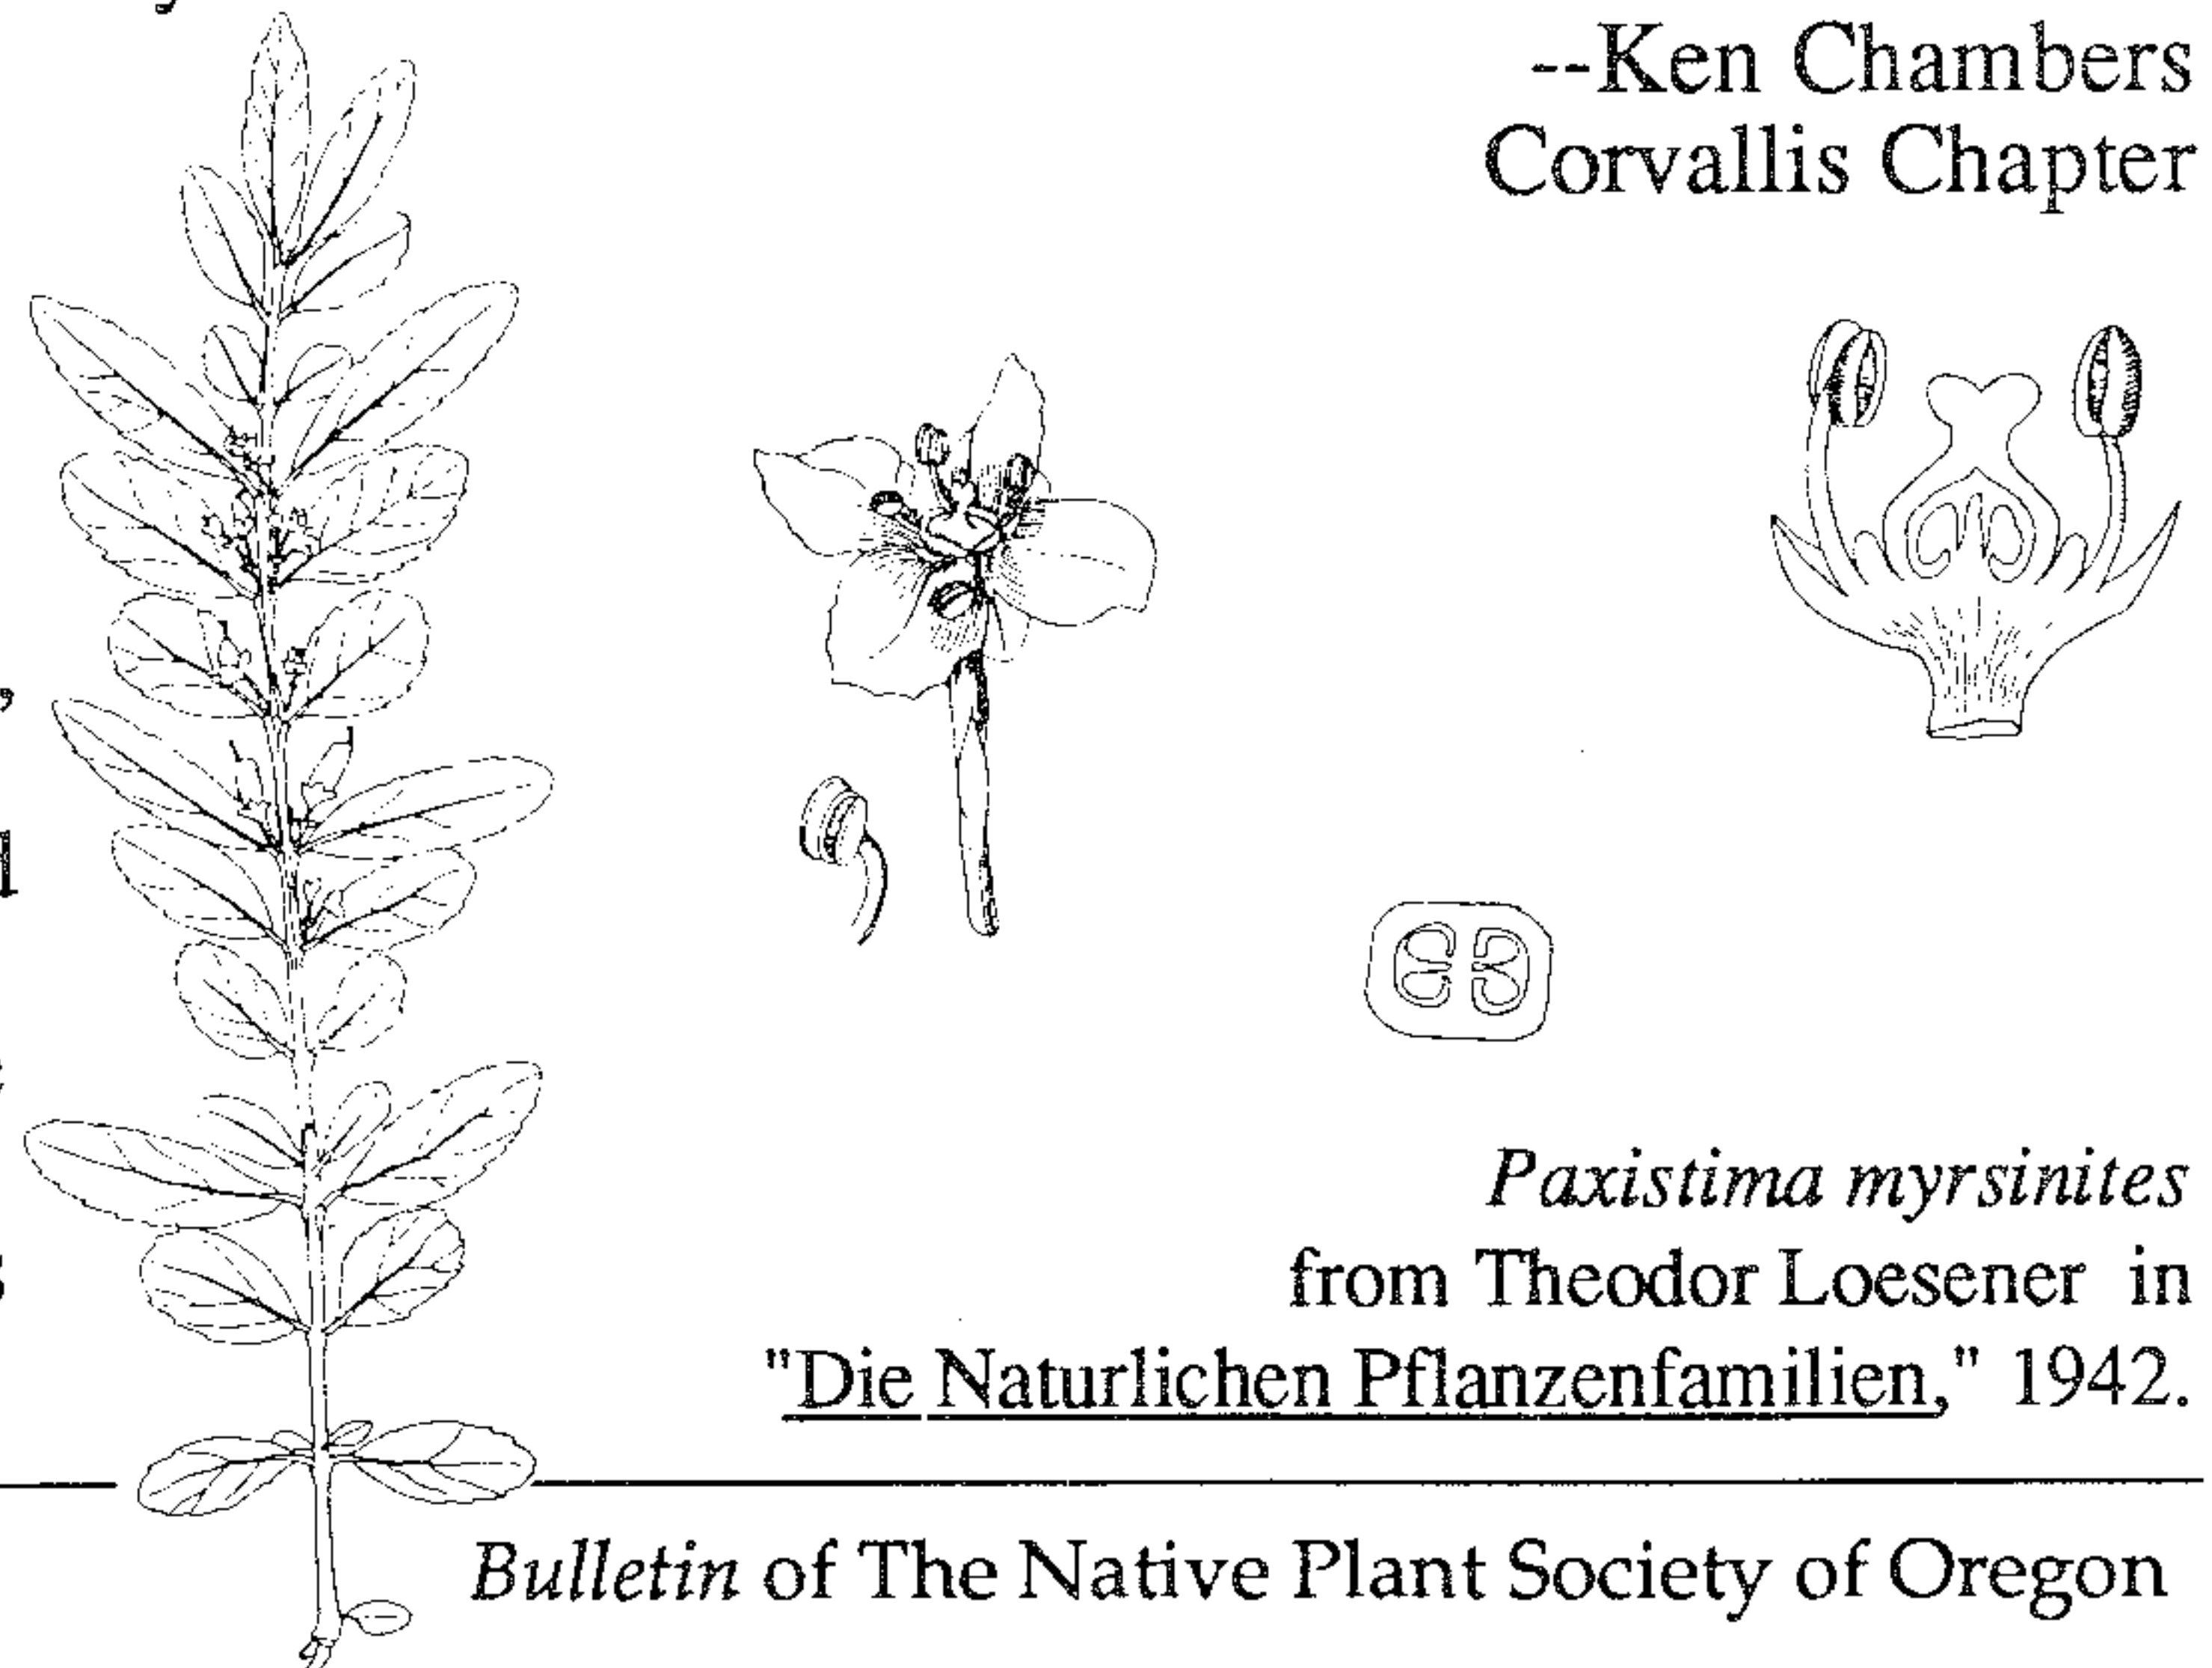 --Ken Chambers
Corvallis Chapter
Paxistima myrsinites
from Theodor Loesener in
"Die Naturlichen Pflanzenfamilien," 1942.
Bulletin of The Native Plant Society of Oregon